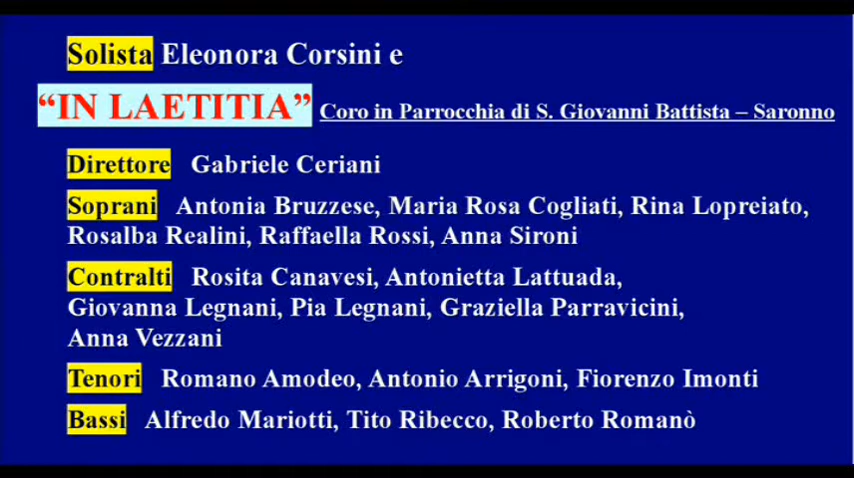 Solista Eleonora Corsini e
“IN LAETITIA” Coro in Parrocchia di S. Giovanni Battista – Saronno
Direttore Gabriele Ceriani
Soprani Antonia Bruzzese, Maria Rosa Cogliati, Rina Lopreiato,
Rosalba Realini, Raffaella Rossi, Anna Sironi
Contralti Rosita Canavesi, Antonietta Lattuada,
Giovanna Legnani, Pia Legnani, Graziella Parravicini,
Anna Vezzani
Tenori Romano Amodeo, Antonio Arrigoni, Fiorenzo Imonti
Bassi Alfredo Mariotti, Tito Ribecco, Roberto Romanò